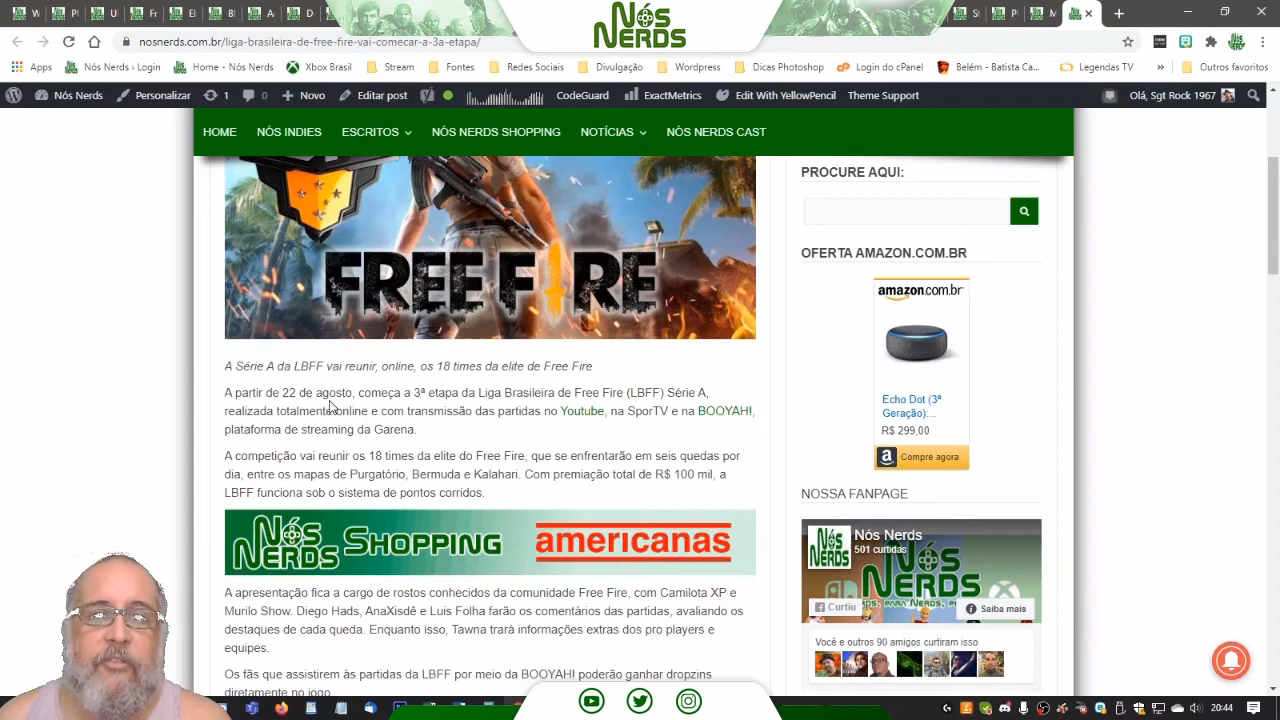 NÓS
NERDS
nosnerds.com.br/liga-brasileira-de-free-fire-vai-comecar-a-3a-etapa/
Apps
Nós Nerds › Login
Home - Nós Nerds
Xbox Brasil
Stream
Fontes
Redes Sociais
Divulgação
Wordpress
Dicas Photoshop
Login do cPanel
Belém - Batista Ca...
Legendas TV
»
Outros favoritos
Nós Nerds
Personalizar
1
0
Novo
Editar post
CodeGuard
ExactMetrics
Edit With YellowPencil
Theme Support
Olá, Sgt Rock 1967
HOME
NÓS INDIES
ESCRITOS
NÓS NERDS SHOPPING
NOTÍCIAS
NÓS NERDS CAST
FREE FIRE
A Série A da LBFF vai reunir, online, os 18 times da elite de Free Fire
A partir de 22 de agosto, começa a 3ª etapa da Liga Brasileira de Free Fire (LBFF) Série A,
realizada totalmente online e com transmissão das partidas no Youtube, na SporTV e na BOOYAH!,
plataforma de streaming da Garena.
A competição vai reunir os 18 times da elite do Free Fire, que se enfrentarão em seis quedas por
dia, entre os mapas de Purgatório, Bermuda e Kalahari. Com premiação total de R$ 100 mil, a
LBFF funciona sob o sistema de pontos corridos.
NÓS NERDS SHOPPING americanas
A apresentação fica a cargo de rostos conhecidos da comunidade Free Fire, com Camilota XP e
Show. Diego Hads, AnaXisdê e Luis Folha farão os comentários das partidas, avaliando os
destaques de cada queda. Enquanto isso, Tawna trará informações extras dos pro players e
equipes.
Os fãs que assistirem às partidas da LBFF por meio da BOOYAH! poderão ganhar dropzins
diretamente no jogo
PROCURE AQUI:
OFERTA AMAZON.COM.BR
amazon.com.br
Echo Dot (3ª
Geração):...
R$ 299,00
Compre agora
NOSSA FANPAGE
Nós Nerds
501 curtidas
NÓS
NERDS
Curtiu
Saiba mais
Você e outros 90 amigos curtiram isso
20:44